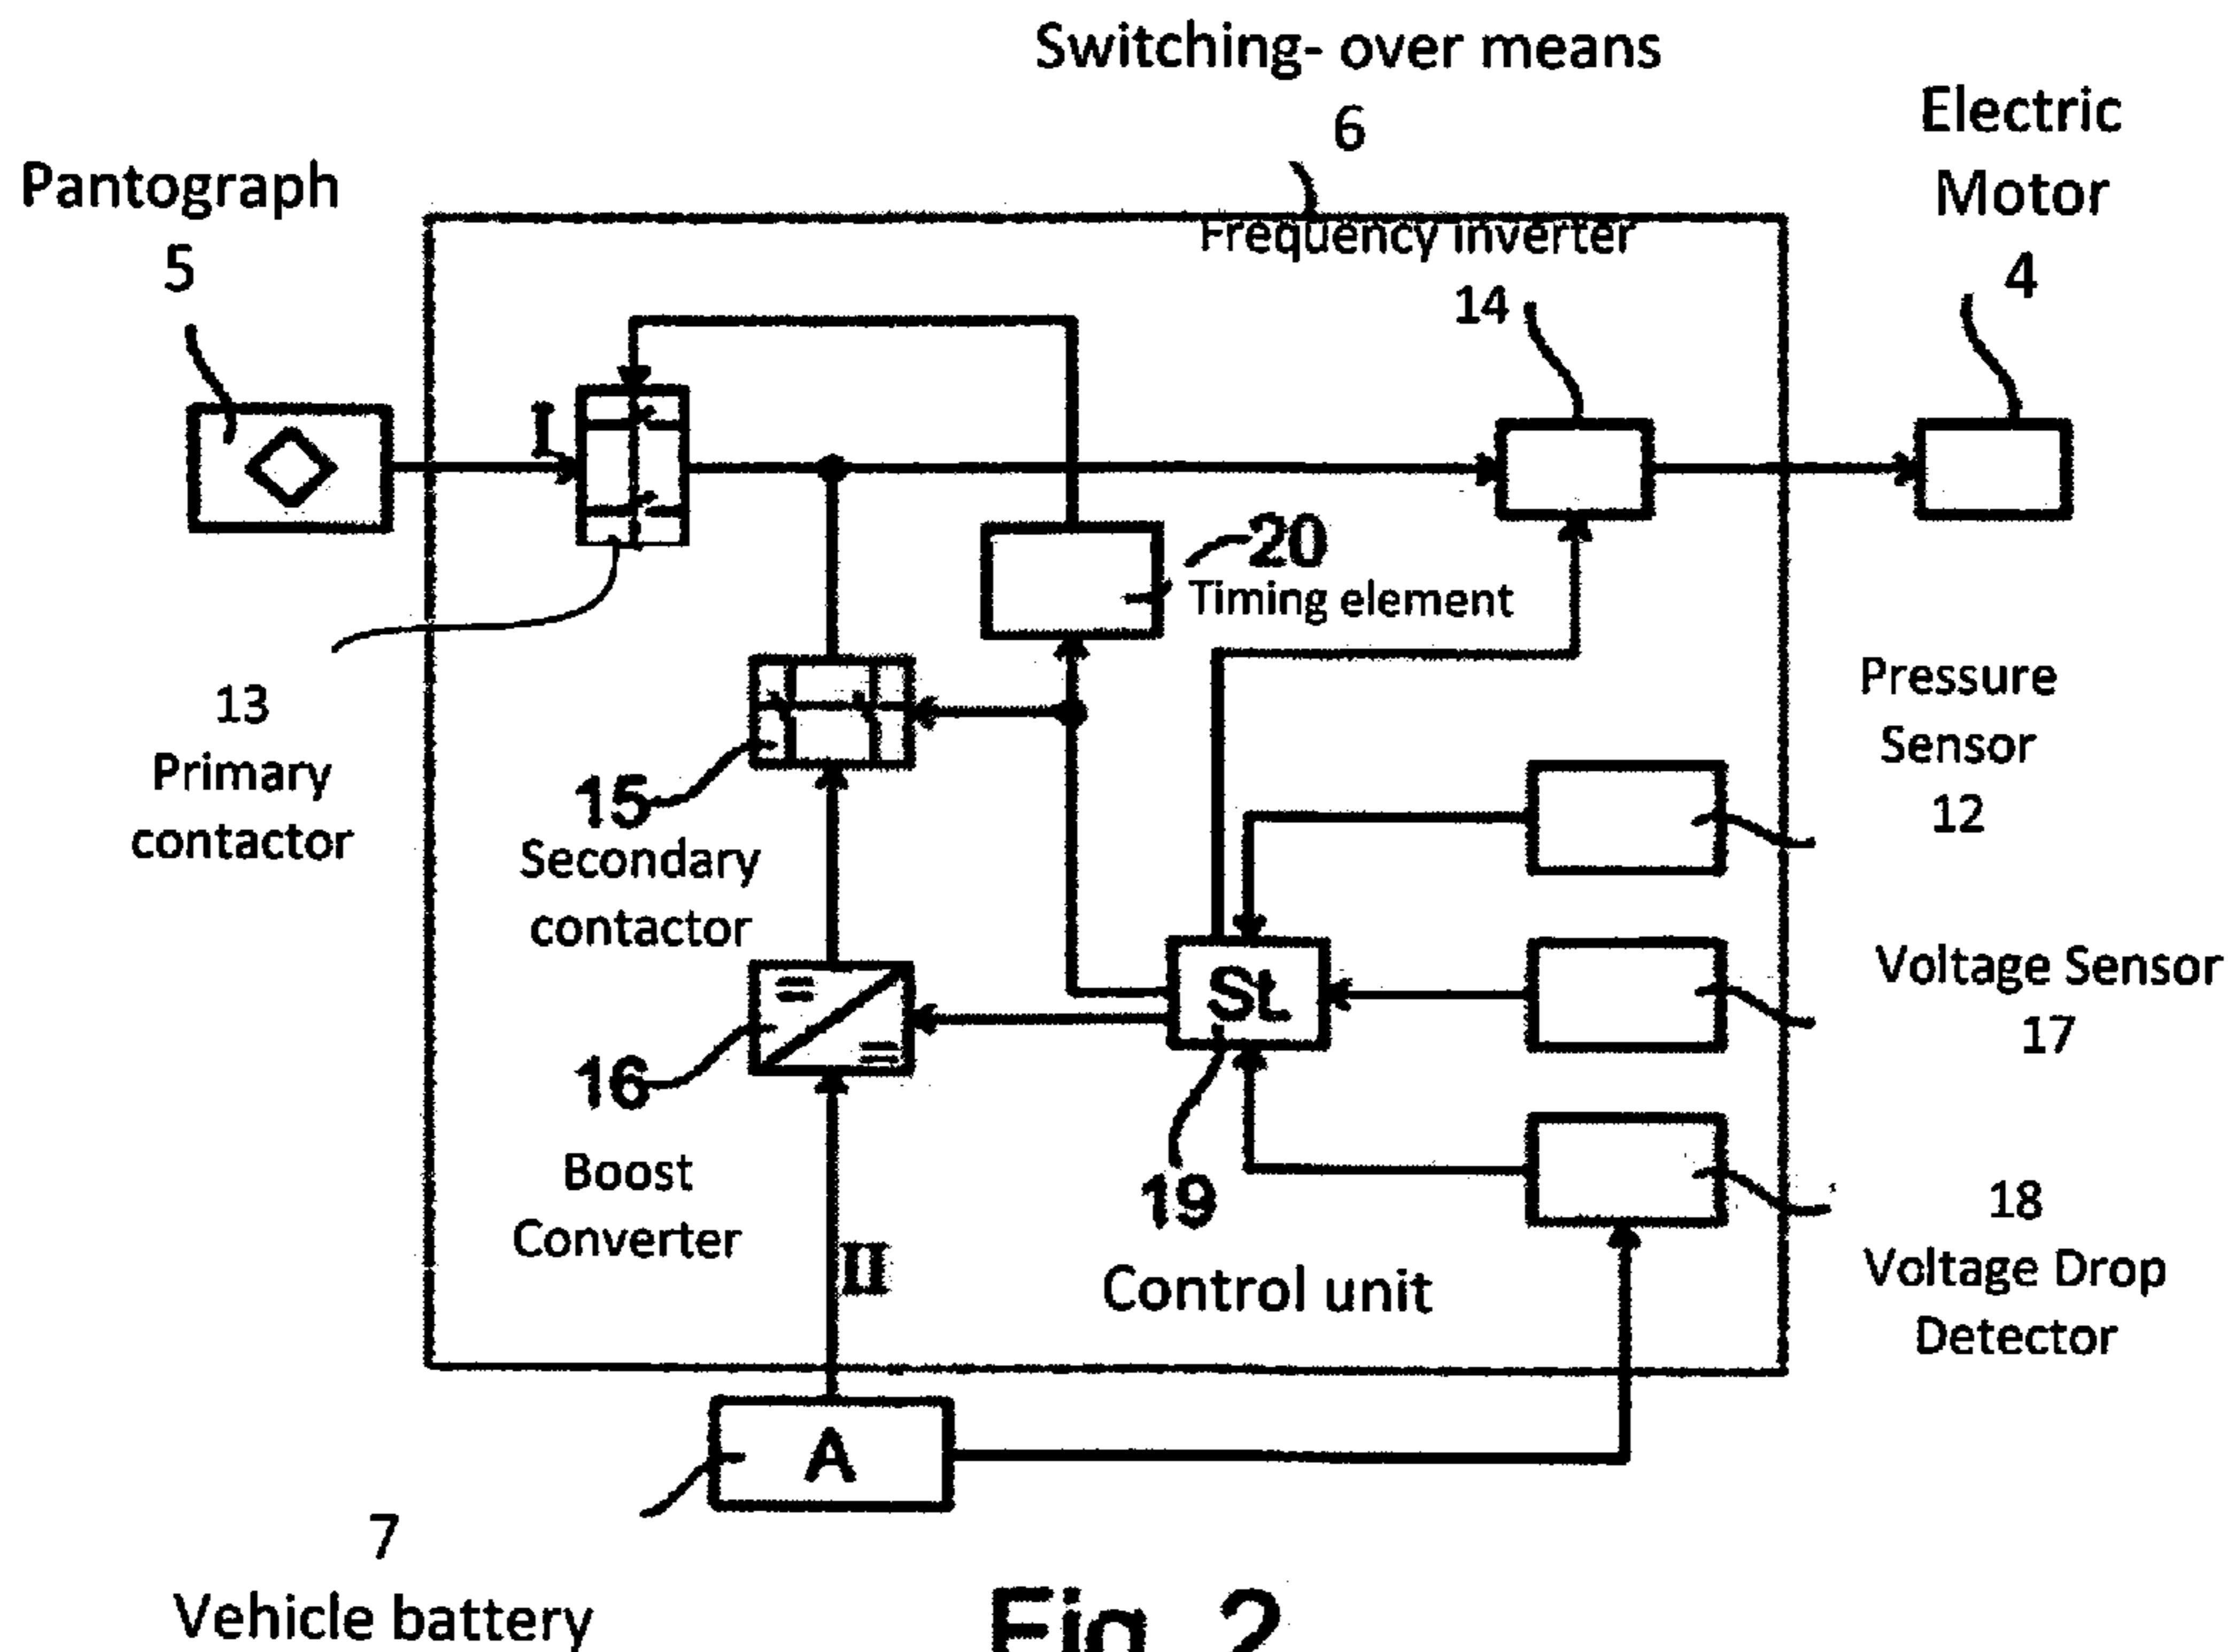 Switching- over means
6
Electric
Motor
4
Pantograph
5
Frequency inverter
14
I
20
Timing element
13
Primary
contactor
15
Secondary
contactor
Pressure
Sensor
12
St
Voltage Sensor
17
16
Boost
Converter
19
Control unit
II
18
Voltage Drop
Detector
A
7
Vehicle battery
Fig. 2